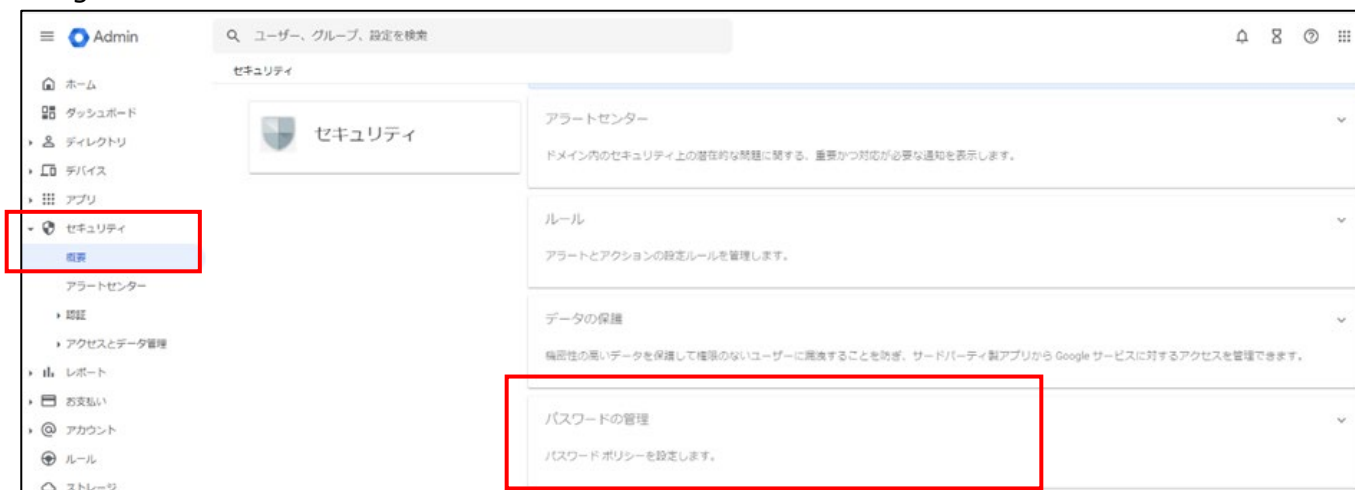 Admin
ユーザー、グループ、設定を検索
セキュリティ
ホーム
ダッシュボード
ディレクトリ
デバイス
アプリ
セキュリティ
概要
アラートセンター
認証
アクセスとデータ管理
レポート
お支払い
アカウント
ルール
ストレージ
セキュリティ
アラートセンター
ドメイン内のセキュリティ上の潜在的な問題に関する、重要かつ対応が必要な通知を表示します。
ルール
アラートとアクションの設定ルールを管理します。
データの保護
機密性の高いデータを保護して権限のないユーザーに漏洩することを防ぎ、サードパーティ製アプリから Google サービスに対するアクセスを管理できます。
パスワードの管理
パスワード ポリシーを設定します。